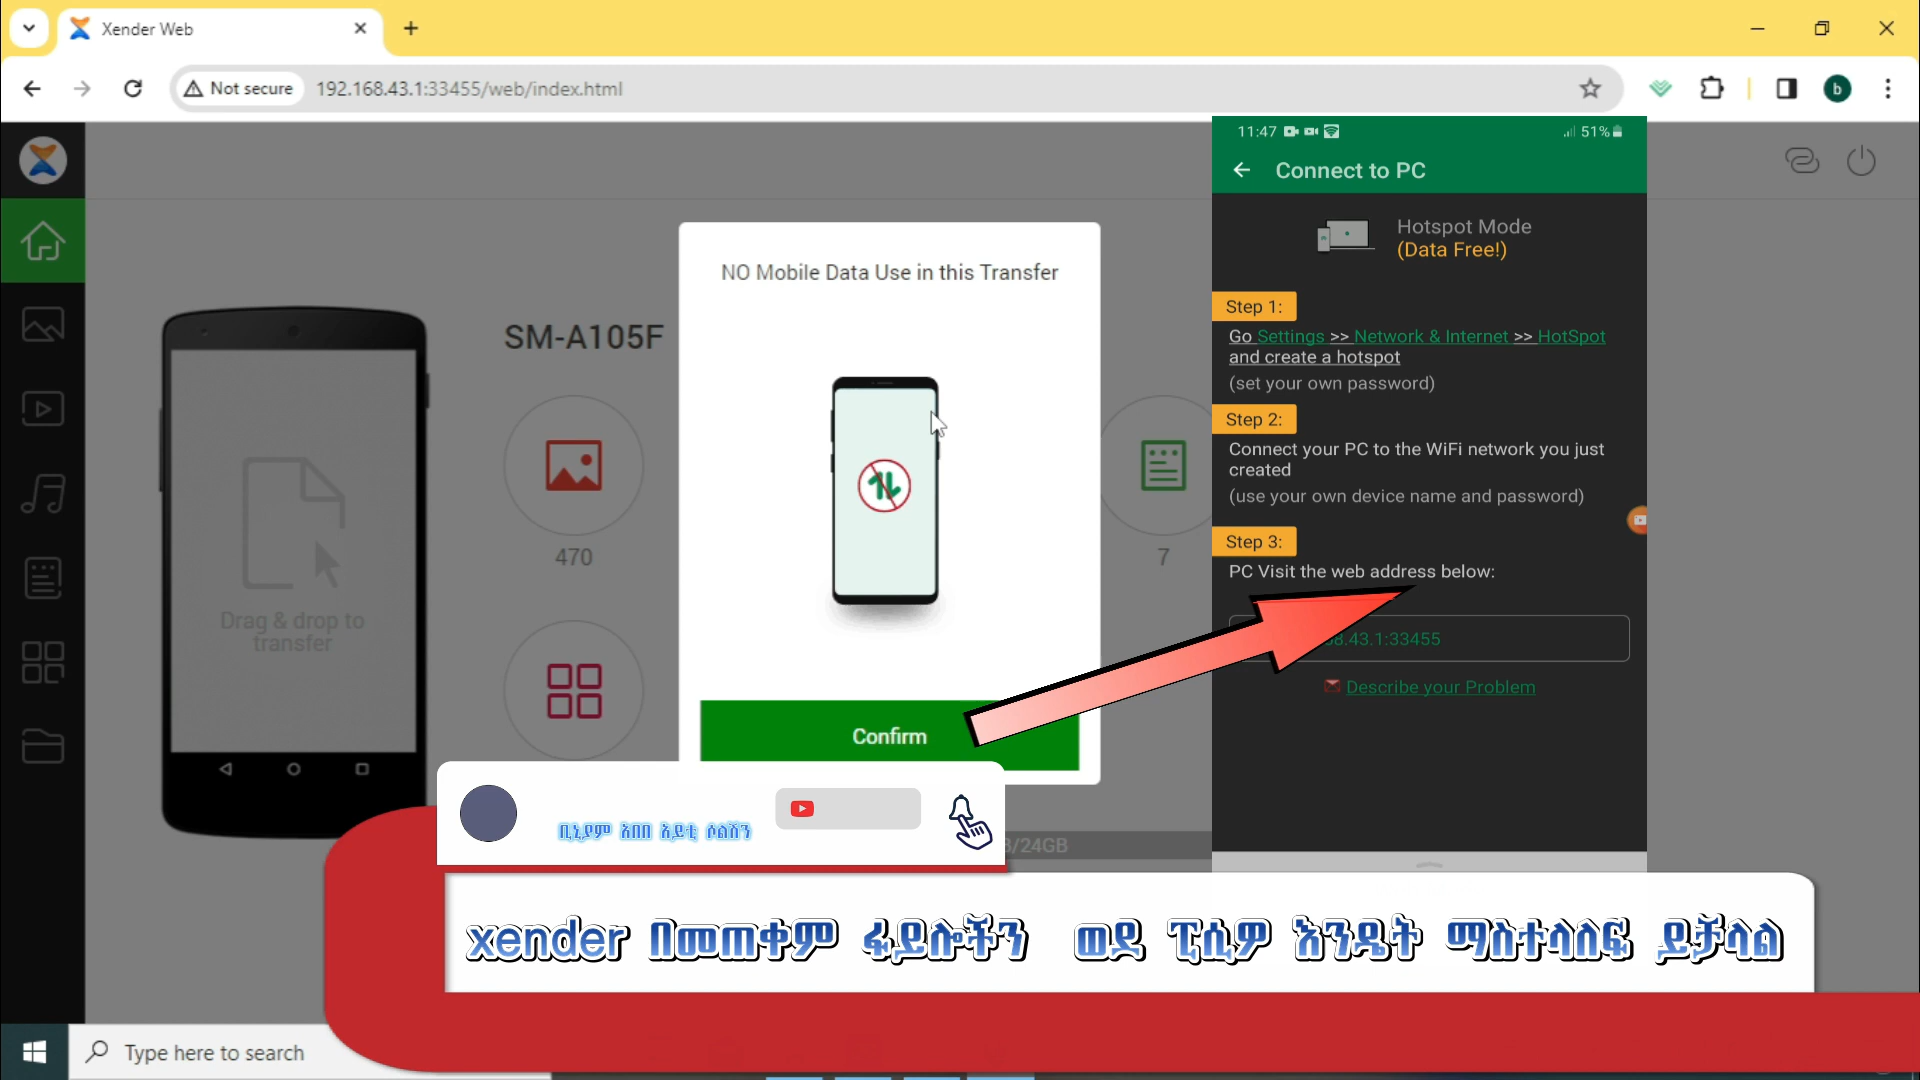 Xender Web
Not secure
192.168.43.1:33455/web/index.html
11:47
51%
Connect to PC
Hotspot Mode
(Data Free!)
Step 1:
Go Settings >> Network & Internet >> HotSpot
and create a hotspot
(set your own password)
Step 2:
Connect your PC to the WiFi network you just
created
(use your own device name and password)
Step 3:
PC Visit the web address below:
8.43.1:33455
Describe your Problem
NO Mobile Data Use in this Transfer
Confirm
SM-A105F
470
7
Drag & drop to
transfer
/24GB
b
ቢኒያም አበበ አይቲ ሶልሽን
xender በመጠቀም ፋይሎችን ወደ ፒሲዎ እንዴት ማስተላለፍ ይቻላል
Type here to search